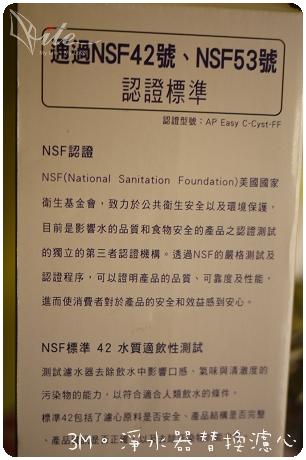 通過NSF42號、NSF53號
認證標準
認證型號：AP Easy C-Cyst-FF
NSF認證
NSF(National Sanitation Foundation)美國國家
衛生基金會，致力於公共衛生安全以及環境保護，
目前是影響水的品質和食物安全的產品之認證測試
的獨立的第三者認證機構。透過NSF的嚴格測試及
認證程序，可以證明產品的品質、可靠度及性能，
進而使消費者對於產品的安全和效益感到安心。
NSF標準 42 水質適飲性測試
測試濾水器去除飲水中影響口感、氣味與清澈度的
污染物的能力，以符合適合人類飲水的條件。
標準42包括了濾心原料是否安全、產品結構是否完整、
3M。淨水器替換濾心